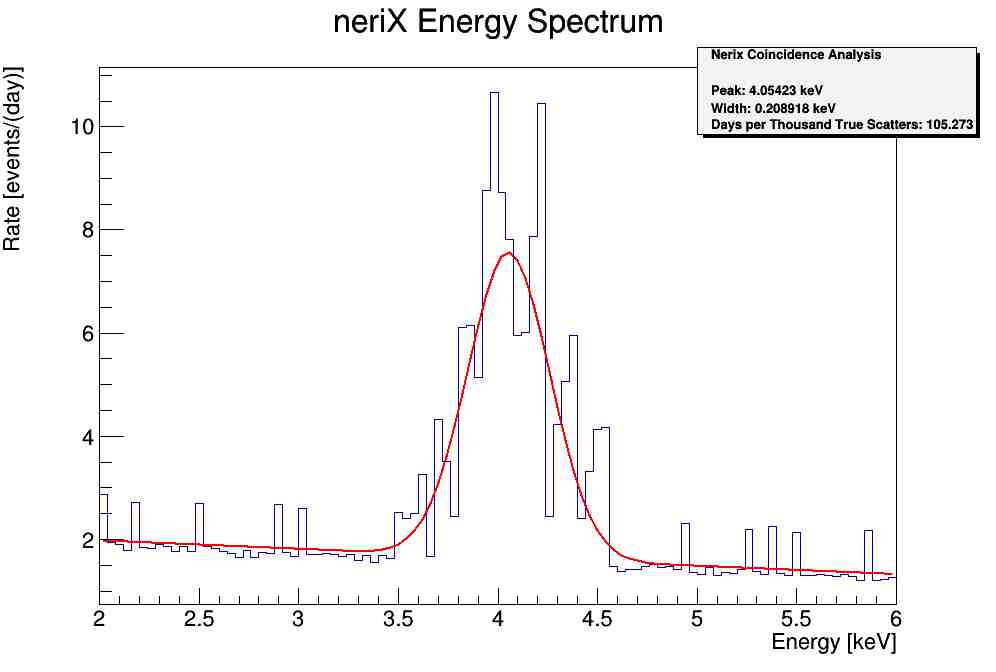 neriX Energy Spectrum
Nerix Coincidence Analysis
Peak: 4.05423 keV
Width: 0.208918 keV
Days per Thousand True Scatters: 105.273
Rate [events/(day)]
10
8
6
4
2
2 2.5 3 3.5 4 4.5 5 5.5 6
Energy [keV]